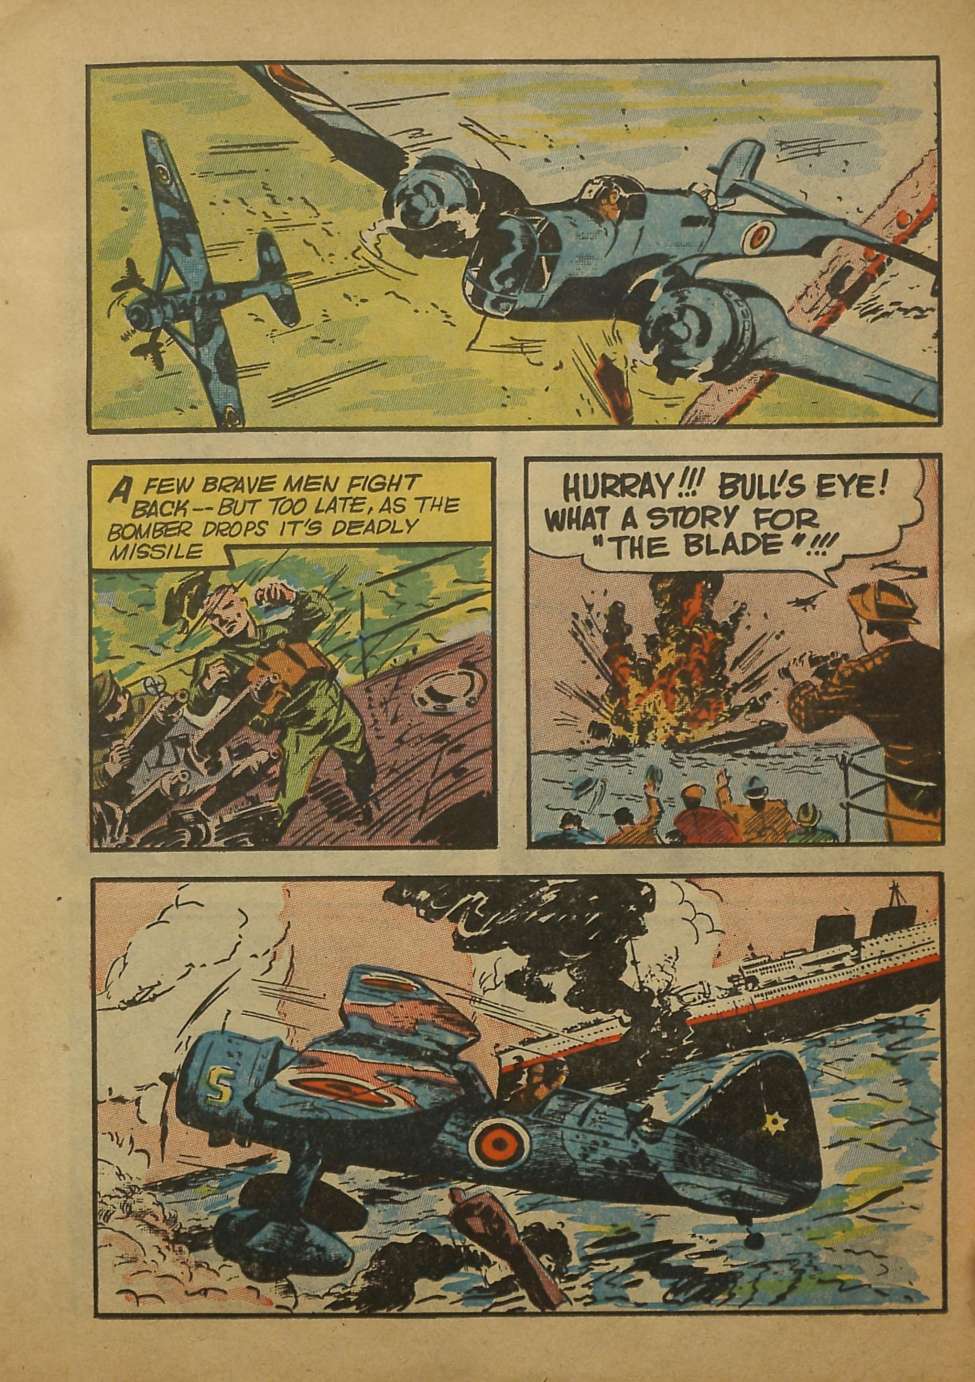 A FEW BRAVE MEN FIGHT
BACK -- BUT TOO LATE, AS THE
BOMBER DROPS IT'S DEADLY
MISSILE
HURRAY!!! BULL'S EYE!
WHAT A STORY FOR
"THE BLADE"!!!
S